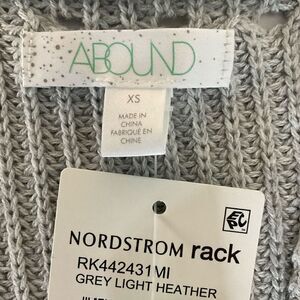 ABOUND
XS
MADE IN
CHINA
FABRIQUÉ EN
CHINE
NORDSTROM rack
RK442431MI
GREY LIGHT HEATHER